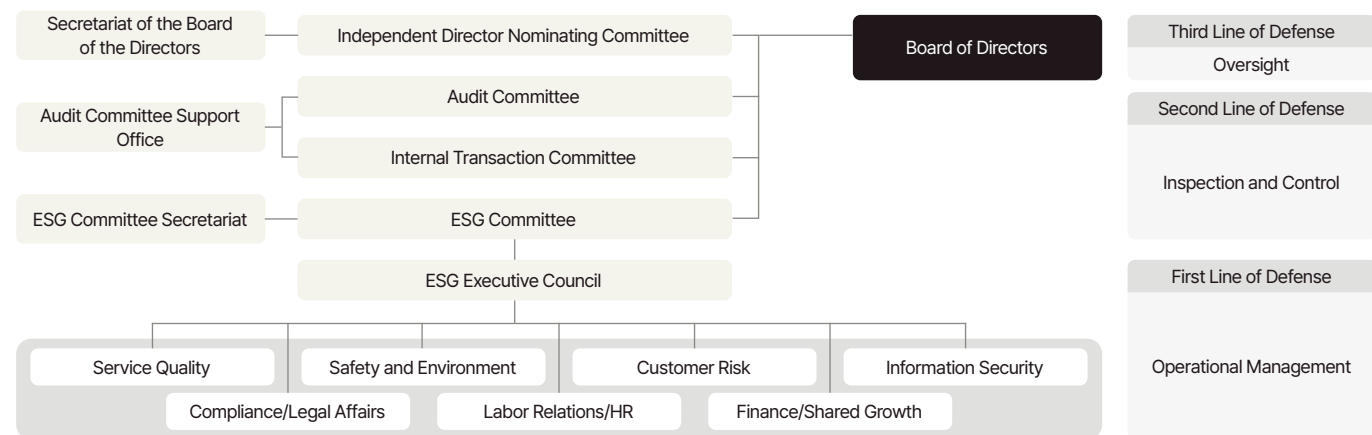 Secretariat of the Board
of the Directors
Independent Director Nominating Committee
Board of Directors
Third Line of Defense
Oversight
Audit Committee Support
Office
Audit Committee
Internal Transaction Committee
Second Line of Defense
Inspection and Control
ESG Committee Secretariat
ESG Committee
ESG Executive Council
First Line of Defense
Operational Management
Service Quality
Safety and Environment
Customer Risk
Information Security
Compliance/Legal Affairs
Labor Relations/HR
Finance/Shared Growth